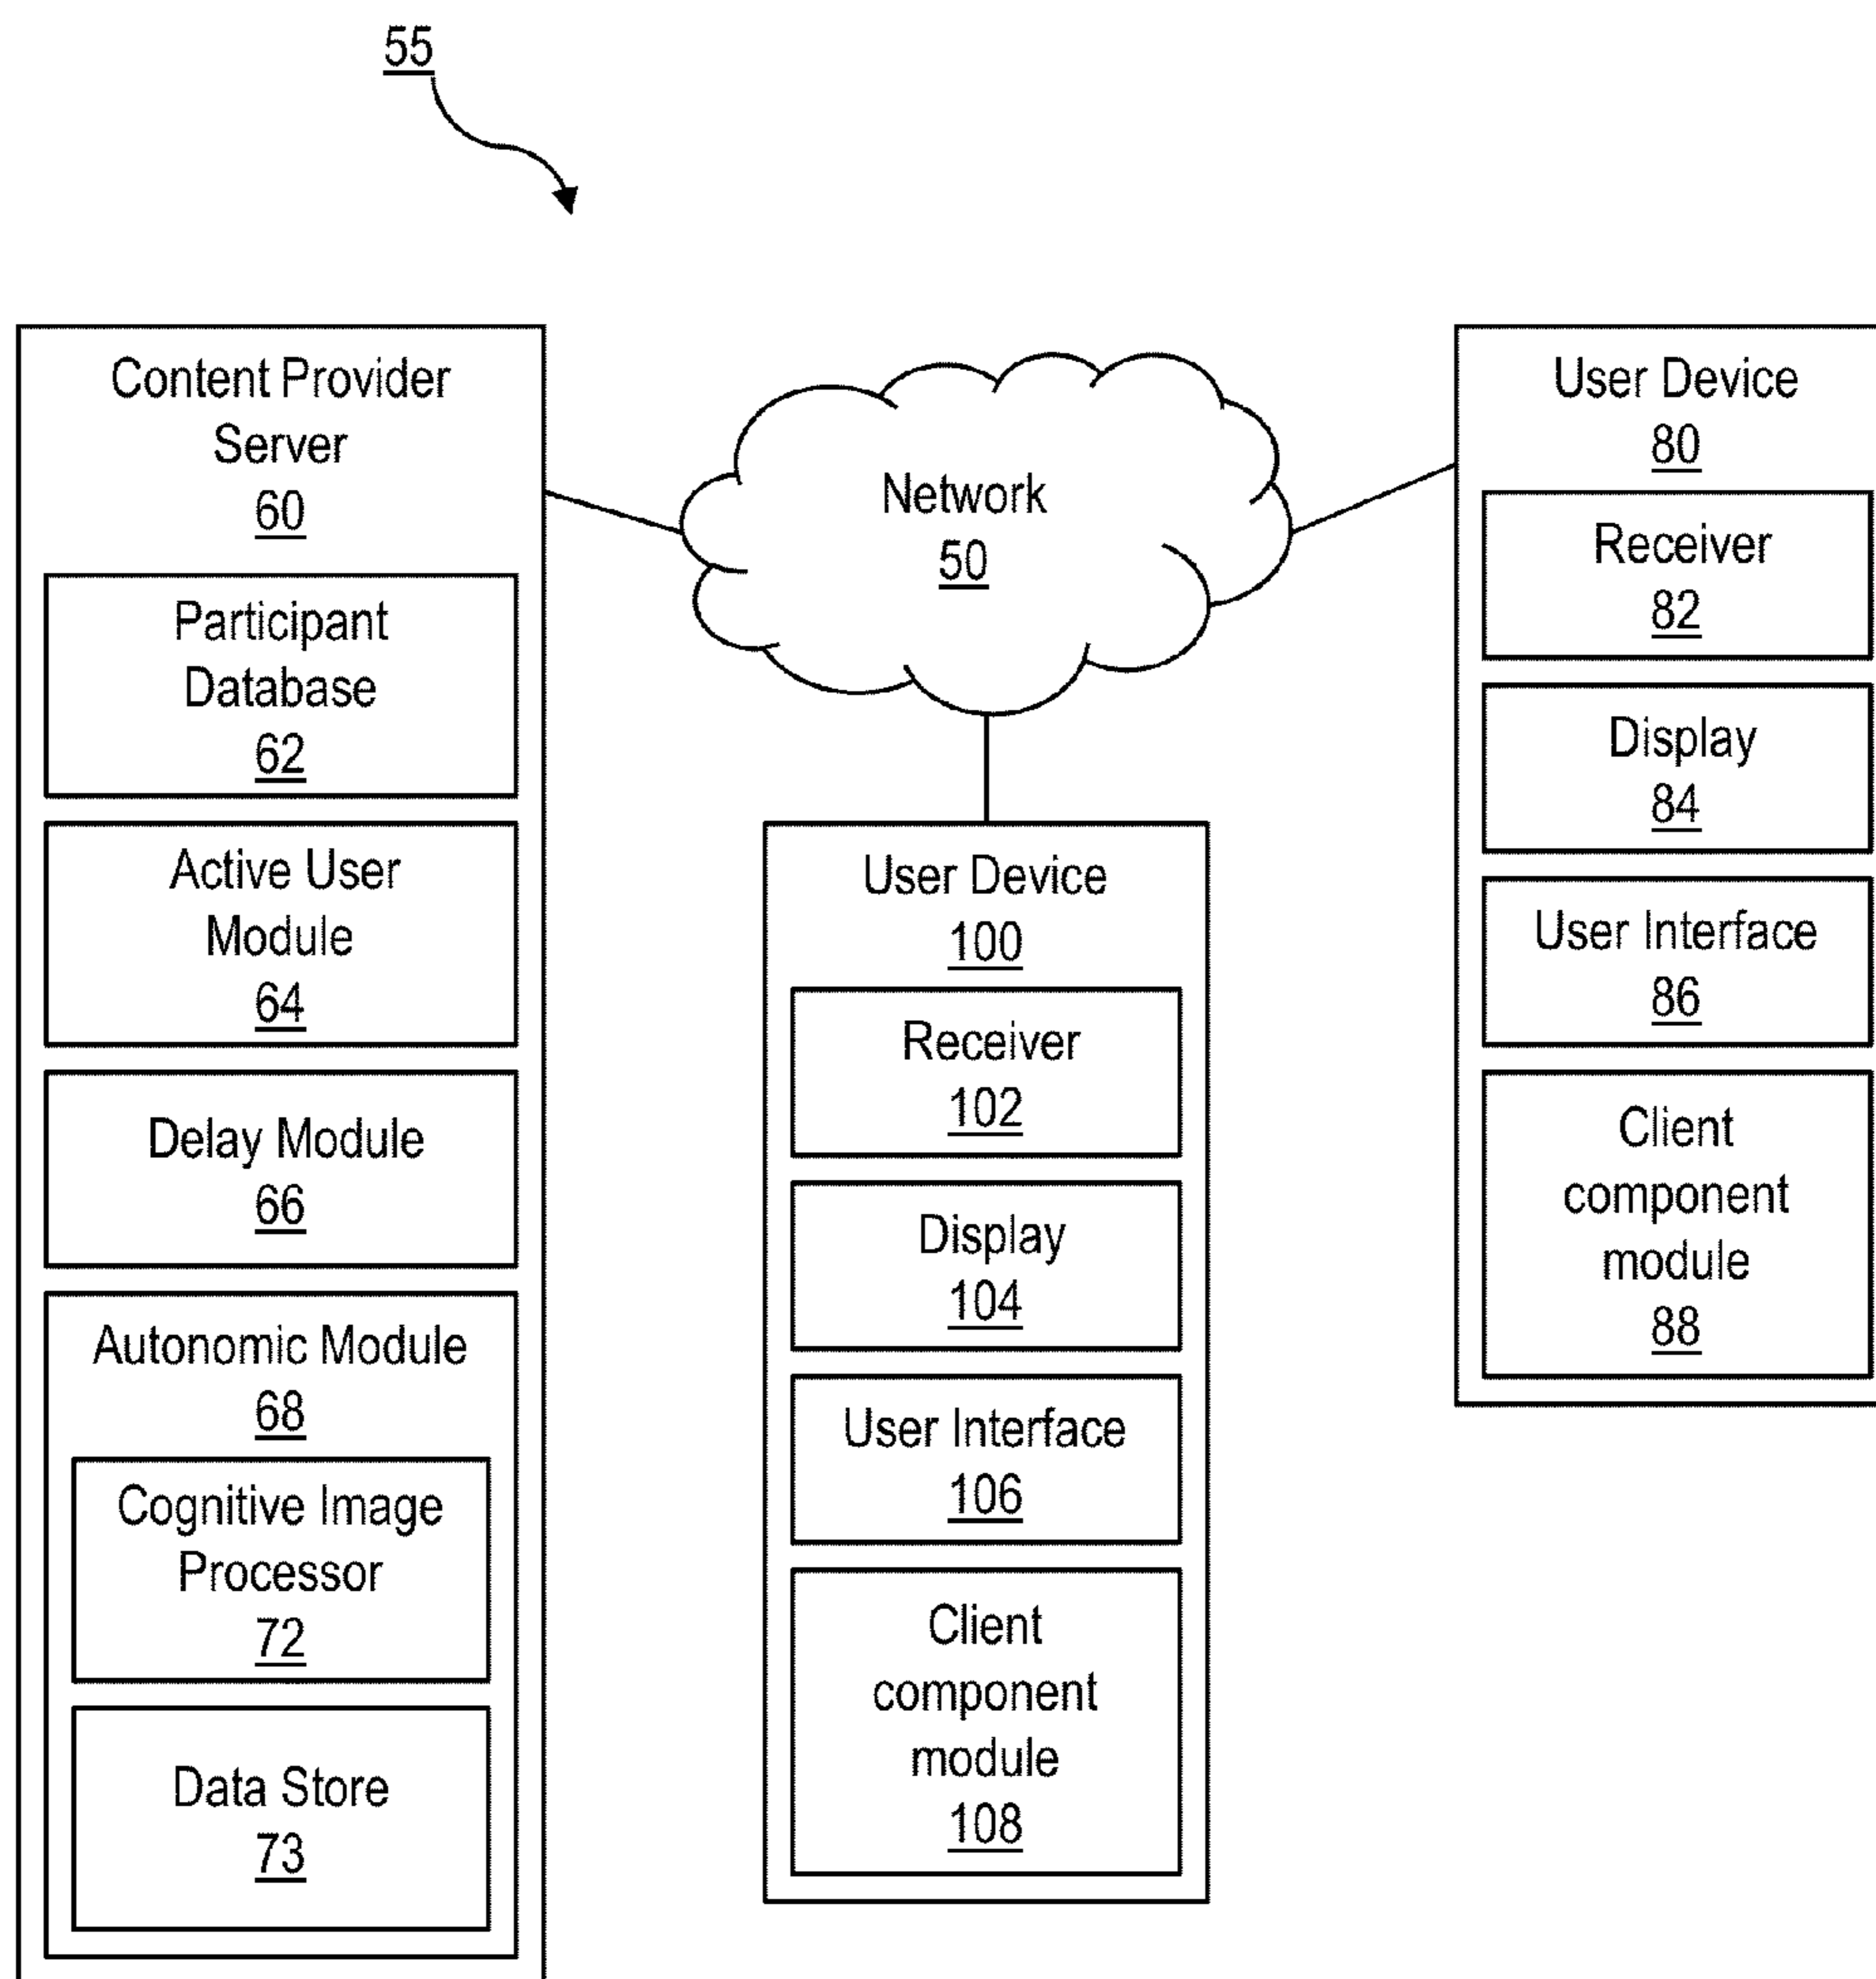 55
Content Provider
Server
60
Participant
Database
62
Active User
Module
64
Delay Module
66
Autonomic Module
68
Cognitive Image
Processor
72
Data Store
73
Network
50
User Device
100
Receiver
102
Display
104
User Interface
106
Client
component
module
108
User Device
80
Receiver
82
Display
84
User Interface
86
Client
component
module
88